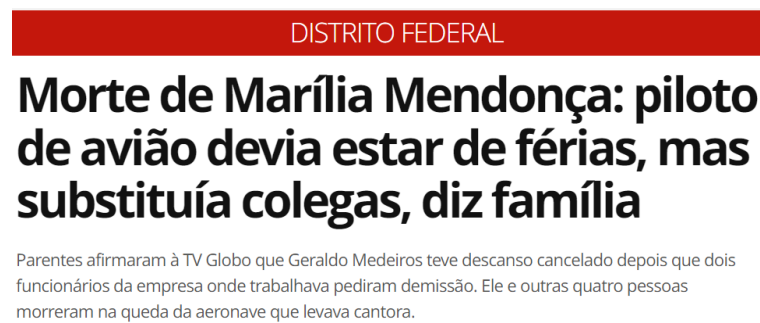 DISTRITO FEDERAL
Morte de Marília Mendonça: piloto
de avião devia estar de férias, mas
substituía colegas, diz família
Parentes afirmaram à TV Globo que Geraldo Medeiros teve descanso cancelado depois que dois
funcionários da empresa onde trabalhava pediram demissão. Ele e outras quatro pessoas
morreram na queda da aeronave que levava cantora.